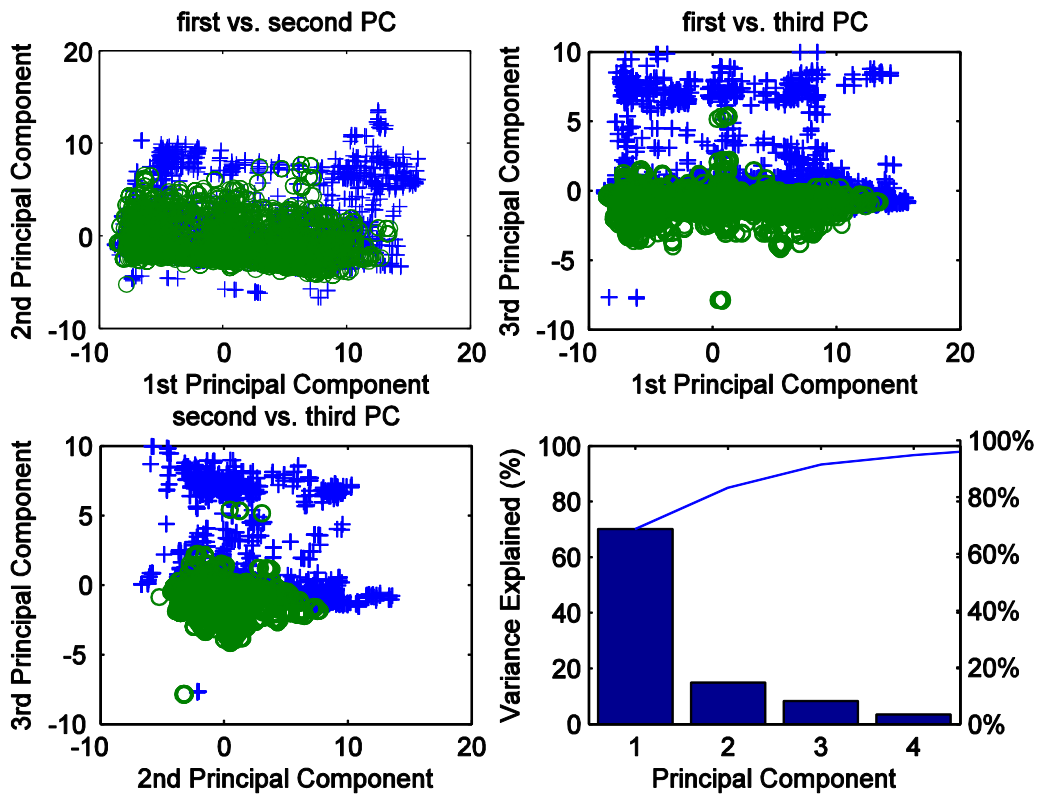 first vs. second PC
20
10
0
-10
-10 0 10 20
2nd Principal Component
1st Principal Component
first vs. third PC
10
5
0
-5
-10
-10 0 10 20
3rd Principal Component
1st Principal Component
second vs. third PC
10
5
0
-5
-10
-10 0 10 20
3rd Principal Component
2nd Principal Component
100
80
60
40
20
0
Variance Explained (%)
100%
80%
60%
40%
20%
0%
1 2 3 4
Principal Component